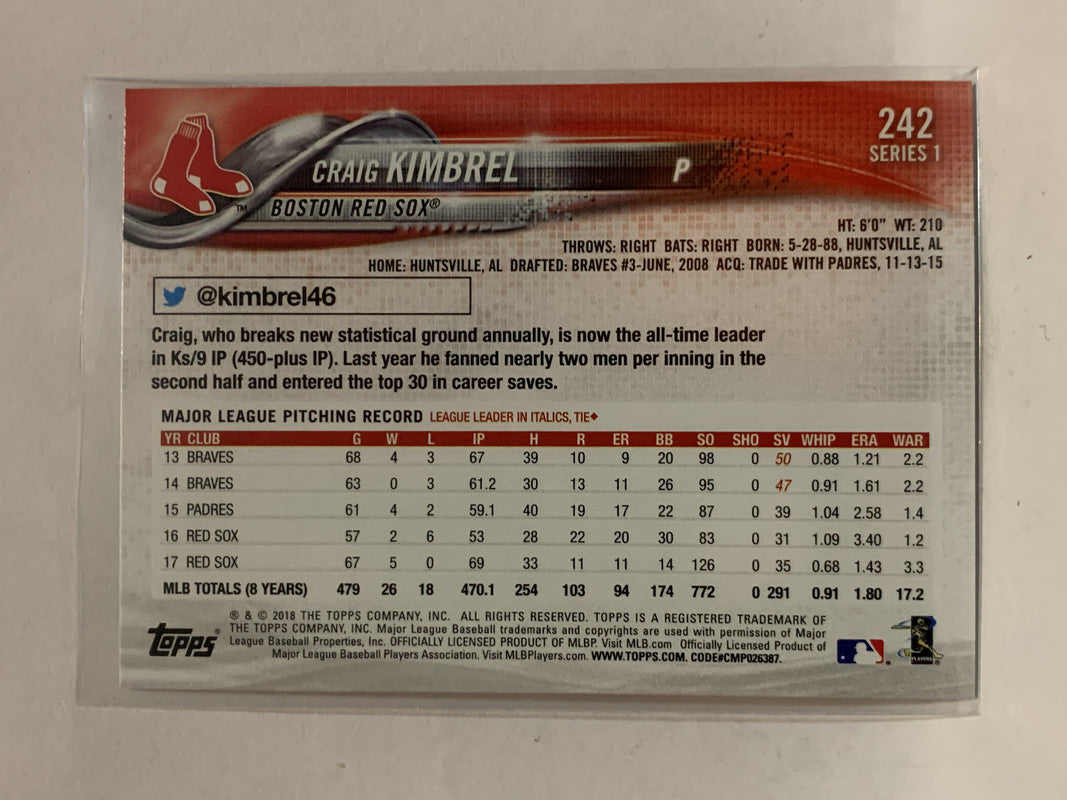 242
SERIES 1
CRAIG KIMBREL P
BOSTON RED SOX®
™
HT: 6'0" WT: 210
THROWS: RIGHT BATS: RIGHT BORN: 5-28-88, HUNTSVILLE, AL
HOME: HUNTSVILLE, AL DRAFTED: BRAVES #3-JUNE, 2008 ACQ: TRADE WITH PADRES, 11-13-15
@kimbrel46
Craig, who breaks new statistical ground annually, is now the all-time leader
in Ks/9 IP (450-plus IP). Last year he fanned nearly two men per inning in the
second half and entered the top 30 in career saves.
MAJOR LEAGUE PITCHING RECORD LEAGUE LEADER IN ITALICS, TIE◆
YR CLUB G W L IP H R ER BB SO SHO SV WHIP ERA WAR
13 BRAVES 68 4 3 67 39 10 9 20 98 0 50 0.88 1.21 2.2
14 BRAVES 63 0 3 61.2 30 13 11 26 95 0 47 0.91 1.61 2.2
15 PADRES 61 4 2 59.1 40 19 17 22 87 0 39 1.04 2.58 1.4
16 RED SOX 57 2 6 53 28 22 20 30 83 0 31 1.09 3.40 1.2
17 RED SOX 67 5 0 69 33 11 11 14 126 0 35 0.68 1.43 3.3
MLB TOTALS (8 YEARS) 479 26 18 470.1 254 103 94 174 772 0 291 0.91 1.80 17.2
® & © 2018 THE TOPPS COMPANY, INC. ALL RIGHTS RESERVED. TOPPS IS A REGISTERED TRADEMARK OF
THE TOPPS COMPANY, INC. Major League Baseball trademarks and copyrights are used with permission of Major
League Baseball Properties, Inc. OFFICIALLY LICENSED PRODUCT OF MLBP. Visit MLB.com Officially Licensed Product of
Major League Baseball Players Association. Visit MLBPlayers.com. WWW.TOPPS.COM. CODE#CMP026387.
Topps®
PLAYERS